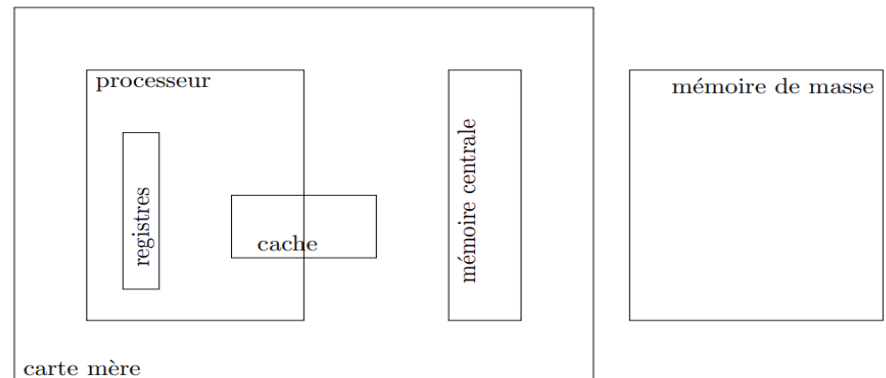 processeur
mémoire de masse
registres
cache
mémoire centrale
carte mère